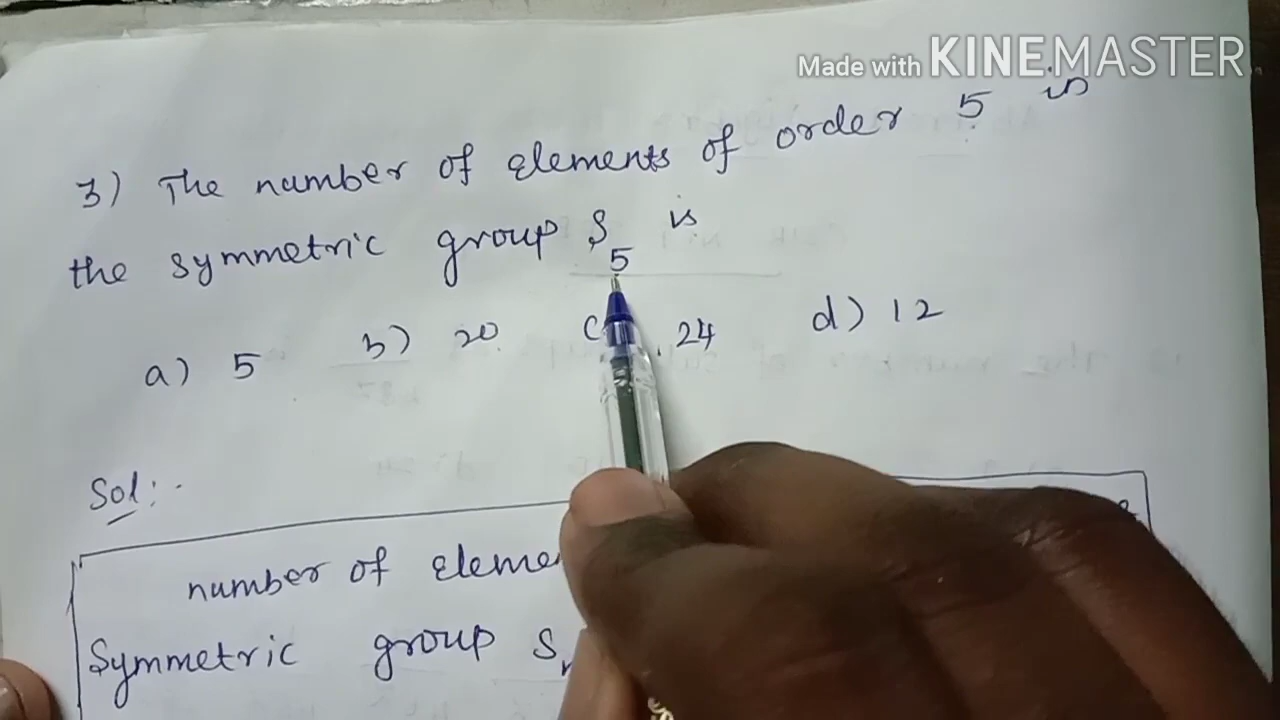 Made with KINEMASTER
3) The number of elements of order 5 in
the symmetric group S5 is
a) 5 b) 20 c 24 d) 12
Sol:-
number of
Symmetric group Sn